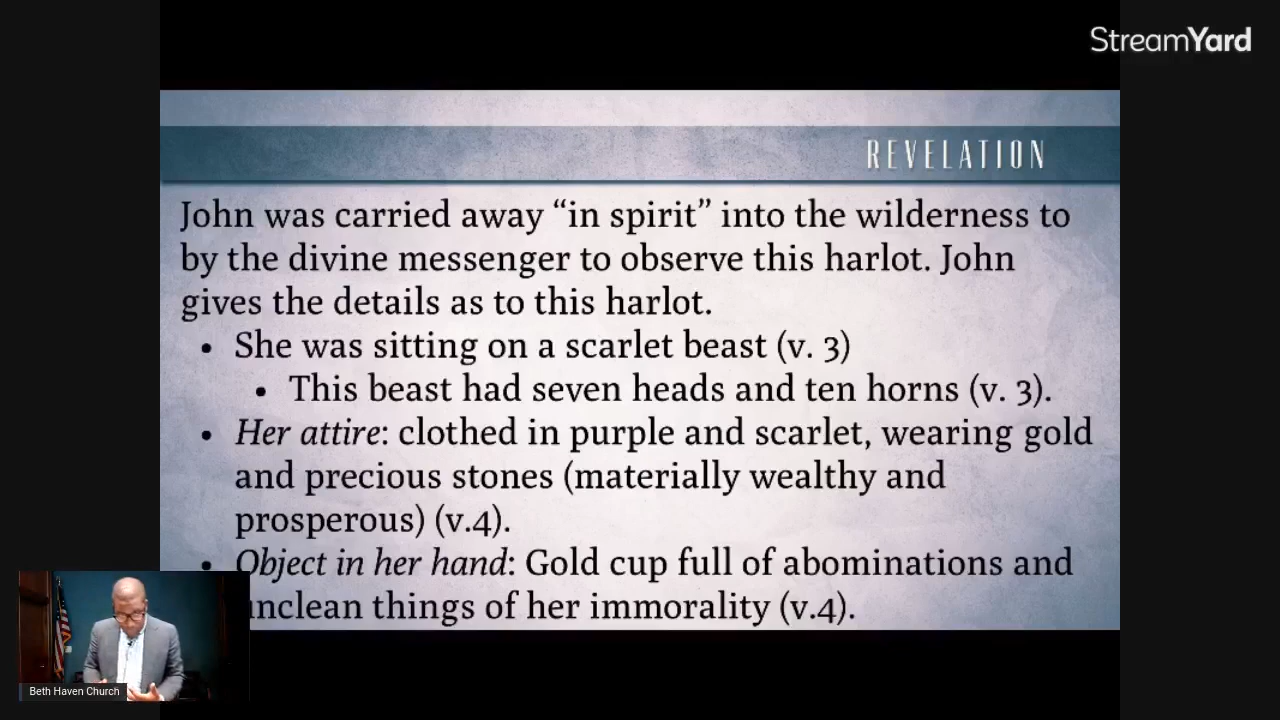 StreamYard
REVELATION
John was carried away “in spirit” into the wilderness to
by the divine messenger to observe this harlot. John
gives the details as to this harlot.
• She was sitting on a scarlet beast (v. 3)
• This beast had seven heads and ten horns (v. 3).
• Her attire: clothed in purple and scarlet, wearing gold
and precious stones (materially wealthy and
prosperous) (v.4).
• Object in her hand: Gold cup full of abominations and
unclean things of her immorality (v.4).
Beth Haven Church